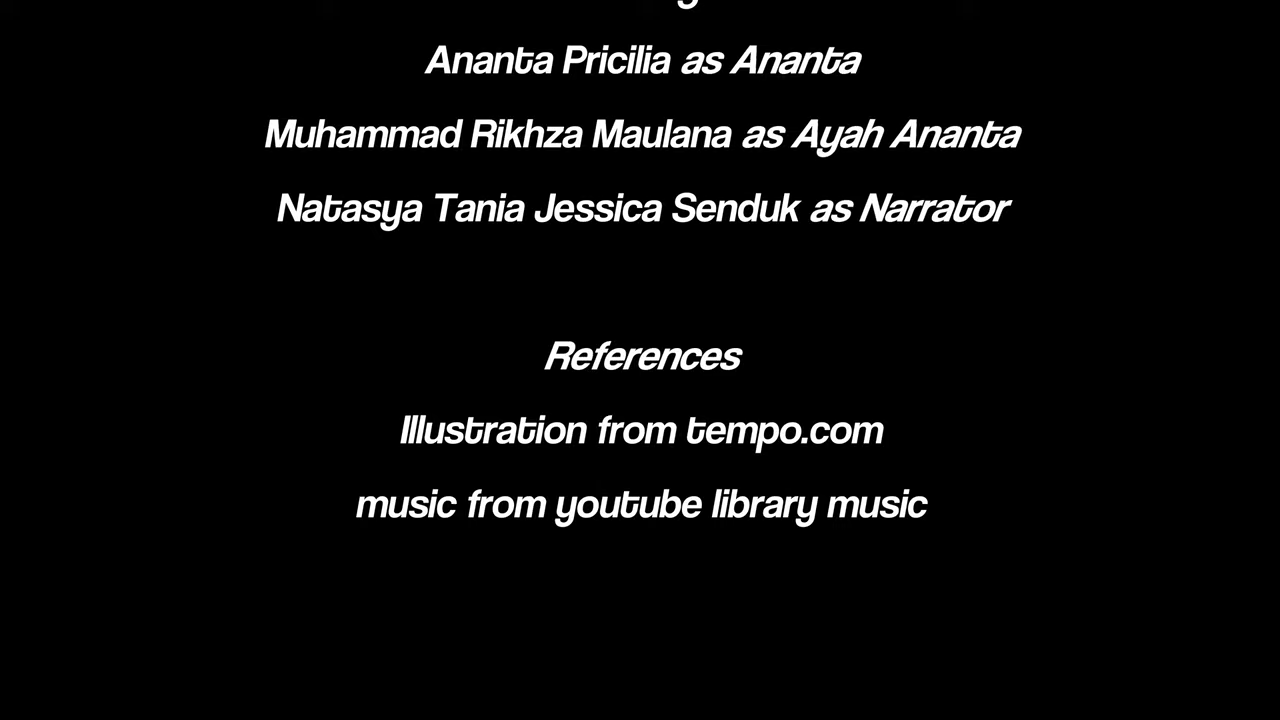 Ananta Pricilia as Ananta
Muhammad Rikhza Maulana as Ayah Ananta
Natasya Tania Jessica Senduk as Narrator
References
Illustration from tempo.com
music from youtube library music